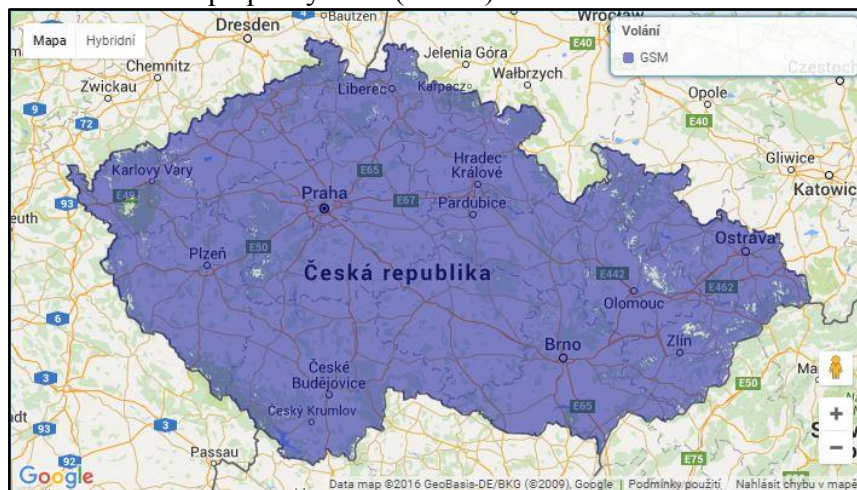 Mapa
Hybridní
Volání
GSM
Dresden
Bautzen
Wrocław
E40
Jelenia Góra
E40
Chemnitz
Zwickau
Liberec
Karpacz
Wałbrzych
Opole
E40
9
72
Karlovy Vary
E65
Hradec
Králové
Gliwice
Katowic
E49
93
Praha
E67
Pardubice
Plzeň
E50
Česká republika
Ostrava
E442
E462
Olomouc
6
Brno
Zlín
3
České
Budějovice
E50
Český Krumlov
E65
3
93
92
Passau
E75
Google
Data map ©2016 GeoBasis-DE/BKG (©2009), Google
Podmínky použití
Nahlásit chybu v mapě